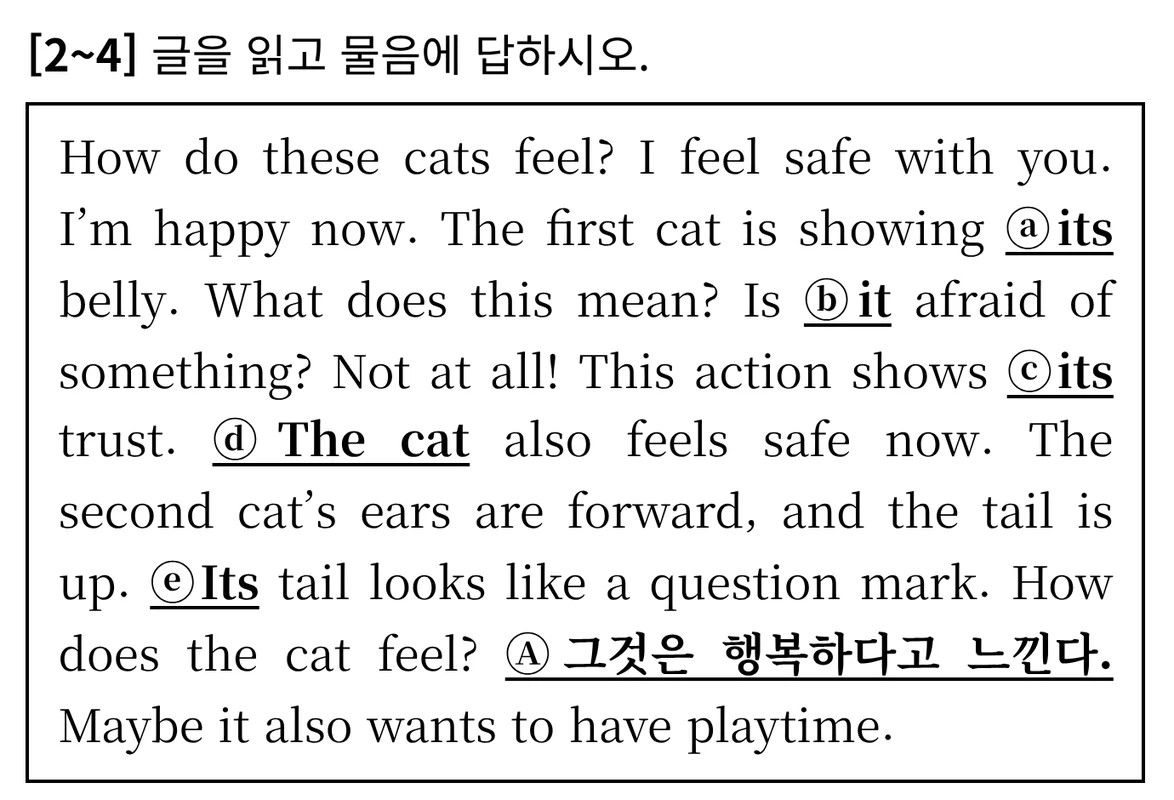 [2~4] 글을 읽고 물음에 답하시오.
How do these cats feel? I feel safe with you.
I’m happy now. The first cat is showing ⓐ its
belly. What does this mean? Is ⓑ it afraid of
something? Not at all! This action shows ⓒ its
trust. ⓓ The cat also feels safe now. The
second cat’s ears are forward, and the tail is
up. ⓔ Its tail looks like a question mark. How
does the cat feel? Ⓐ 그것은 행복하다고 느낀다.
Maybe it also wants to have playtime.